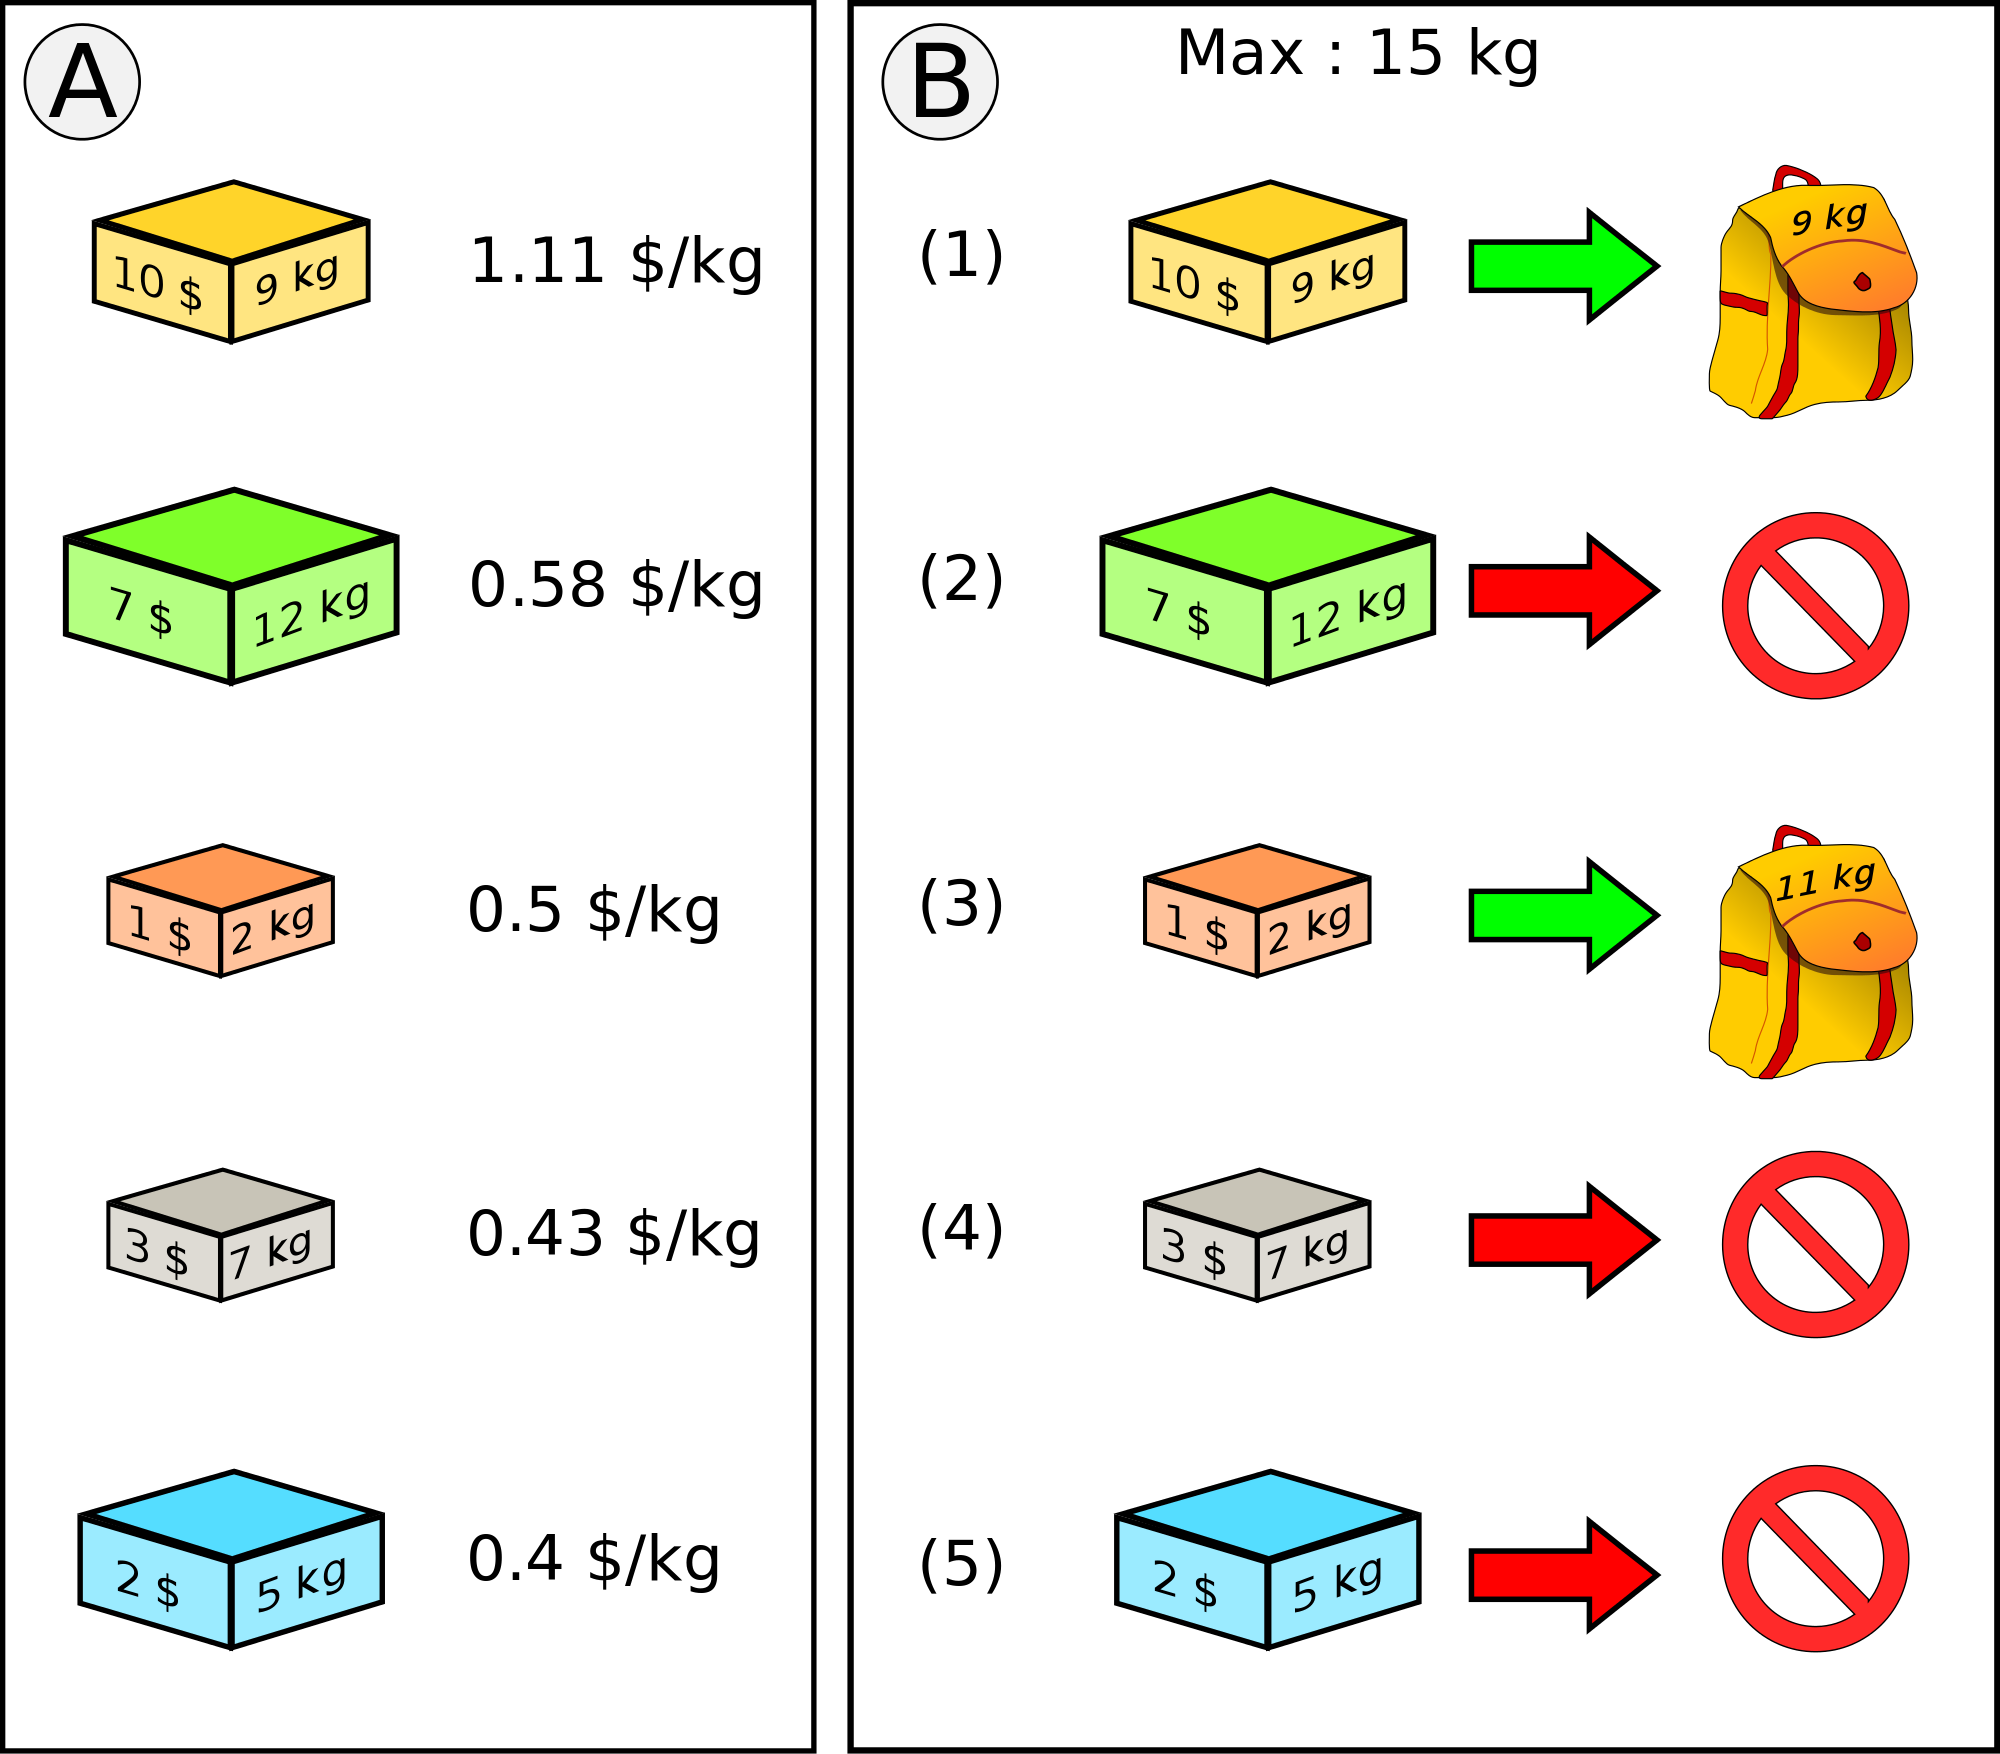 A
10 $ 9 kg 1.11 $/kg
7 $ 12 kg 0.58 $/kg
1 $ 2 kg 0.5 $/kg
3 $ 7 kg 0.43 $/kg
2 $ 5 kg 0.4 $/kg
B
Max : 15 kg
(1) 10 $ 9 kg 9 kg
(2) 7 $ 12 kg
(3) 1 $ 2 kg 11 kg
(4) 3 $ 7 kg
(5) 2 $ 5 kg